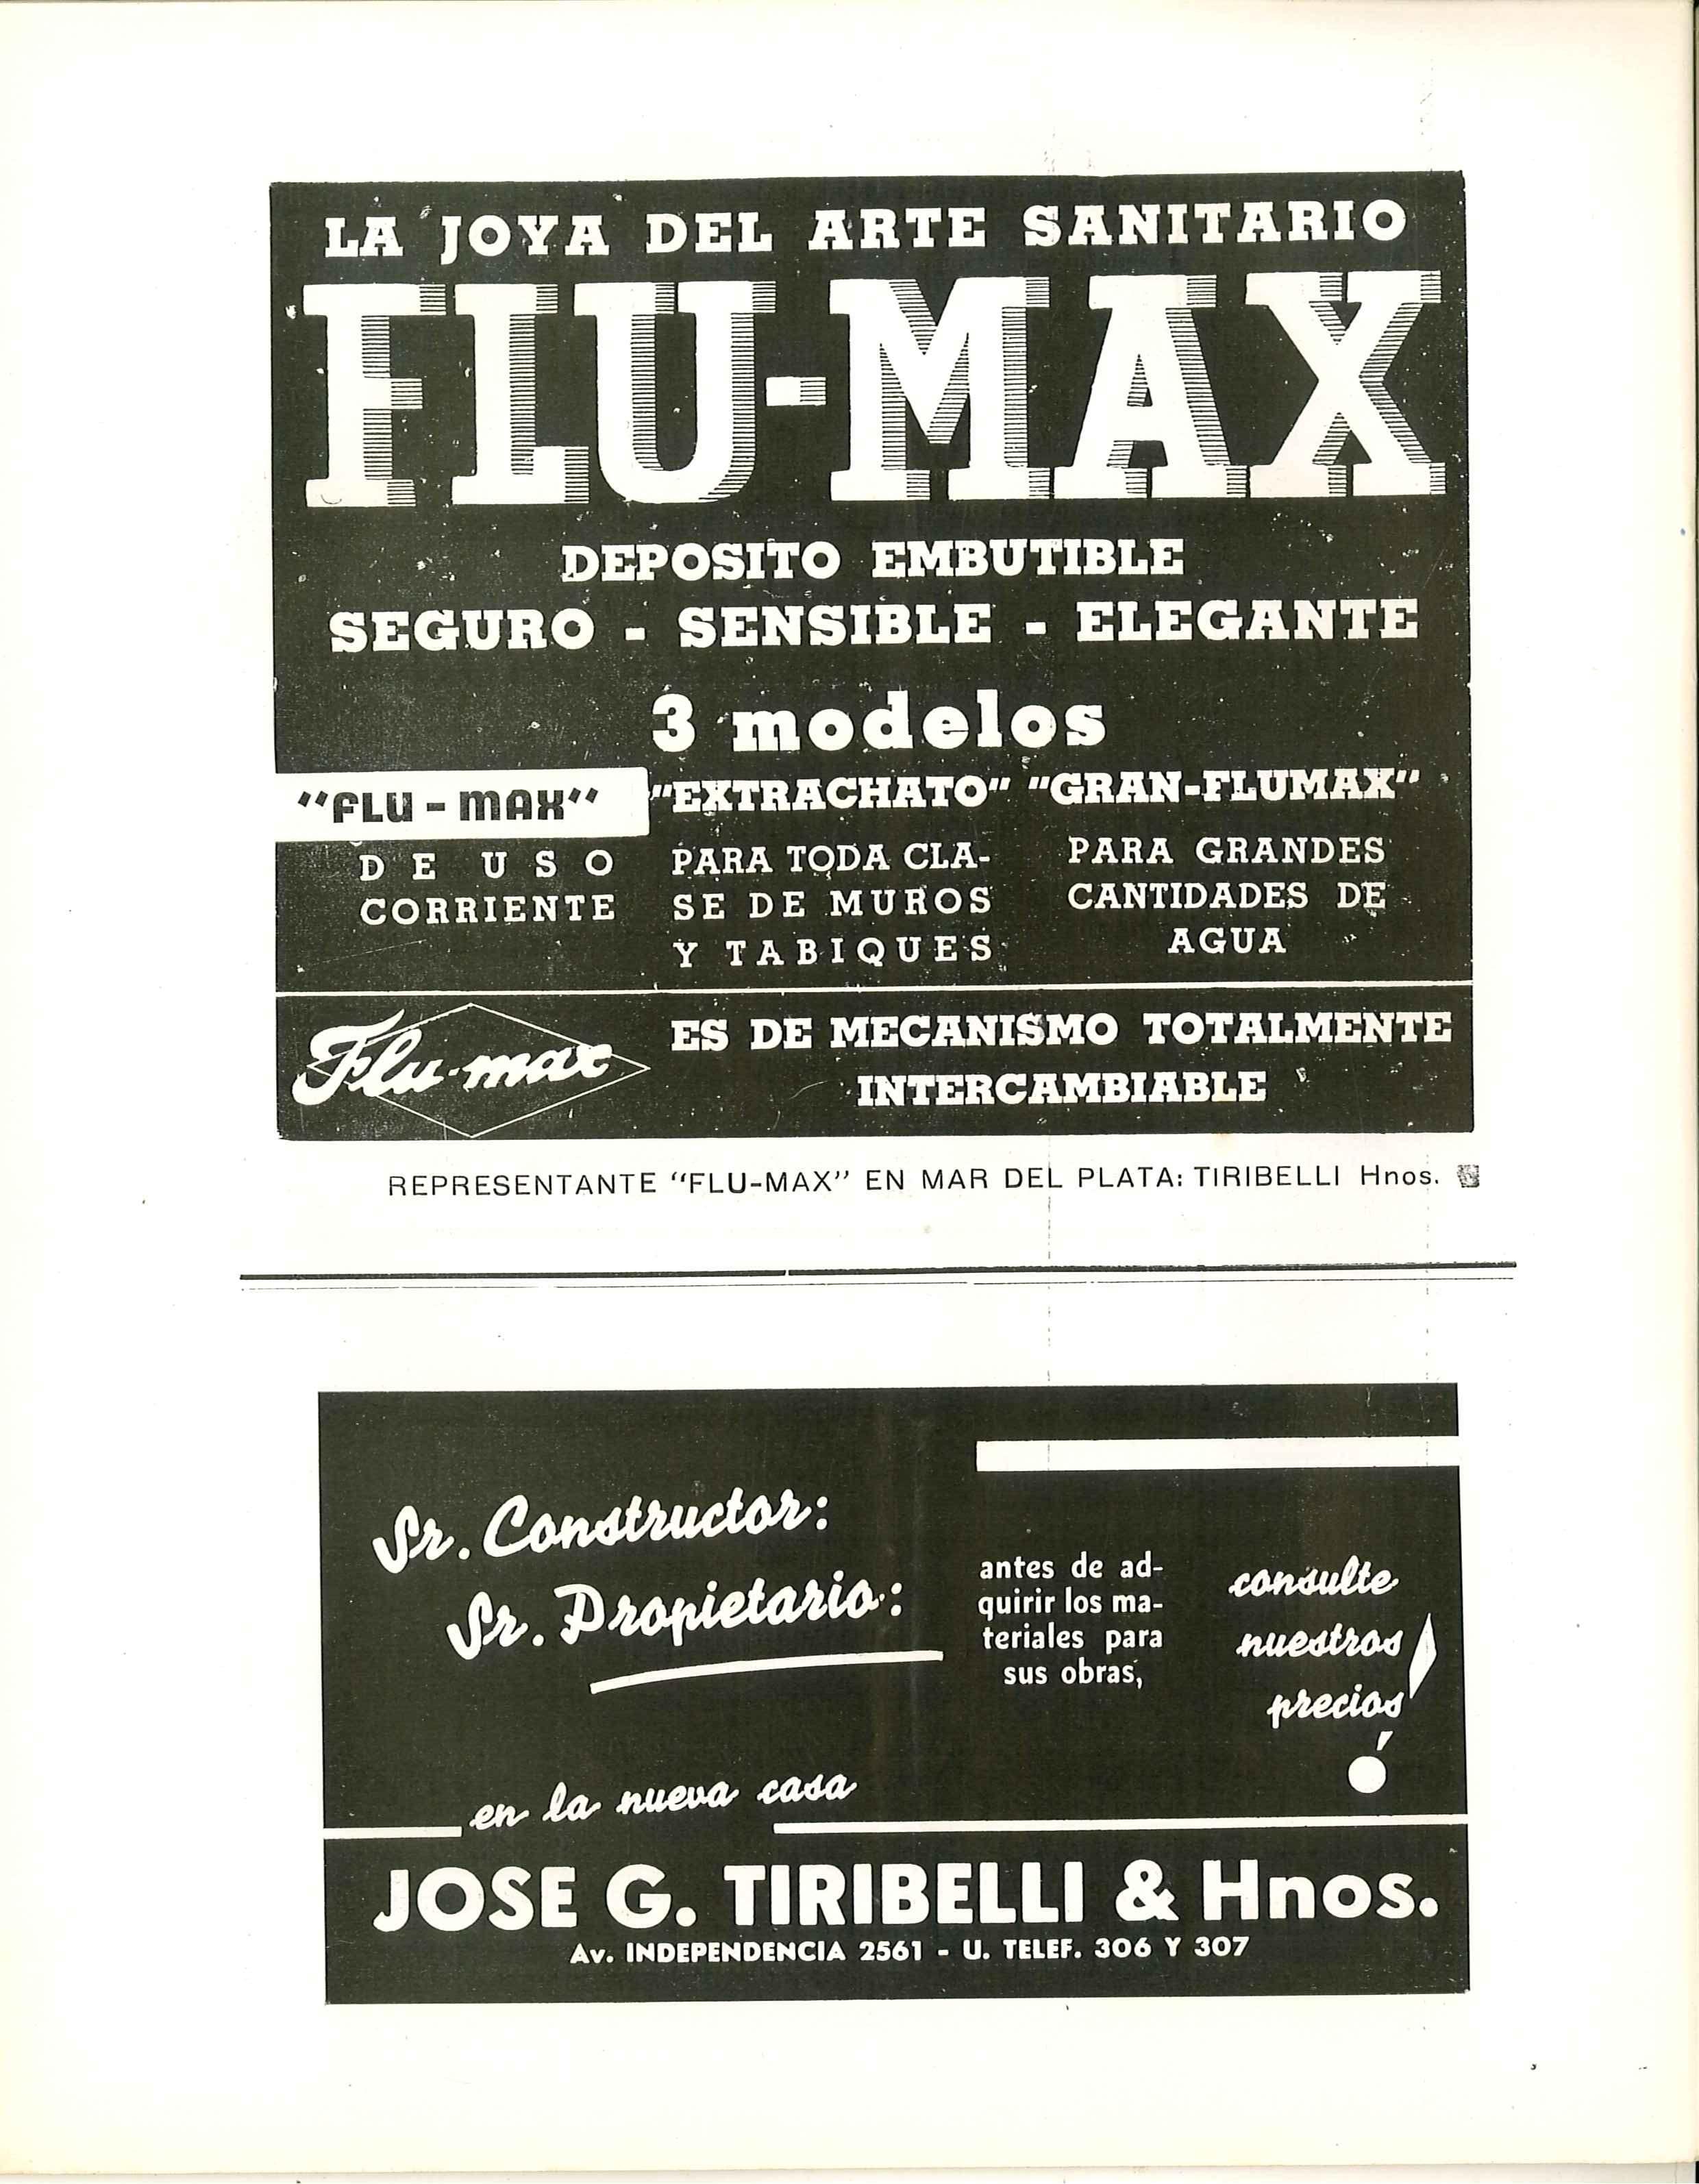 LA JOYA DEL ARTE SANITARIO
FLU-MAX
DEPOSITO EMBUTIBLE
SEGURO - SENSIBLE - ELEGANTE
3 modelos
"FLU-MAX"
DE USO
CORRIENTE
"EXTRACHATO"
PARA TODA CLA-
SE DE MUROS
Y TABIQUES
"GRAN-FLUMAX"
PARA GRANDES
CANTIDADES DE
AGUA
Flu-max
ES DE MECANISMO TOTALMENTE
INTERCAMBIABLE
REPRESENTANTE "FLU-MAX" EN MAR DEL PLATA: TIRIBELLI Hnos.
Sr. Constructor:
Sr. Propietario:
antes de ad-
quirir los ma-
teriales para
sus obras,
consulte
nuestros
precios!
en la nueva casa
JOSE G. TIRIBELLI & Hnos.
Av. INDEPENDENCIA 2561 - U. TELEF. 306 Y 307